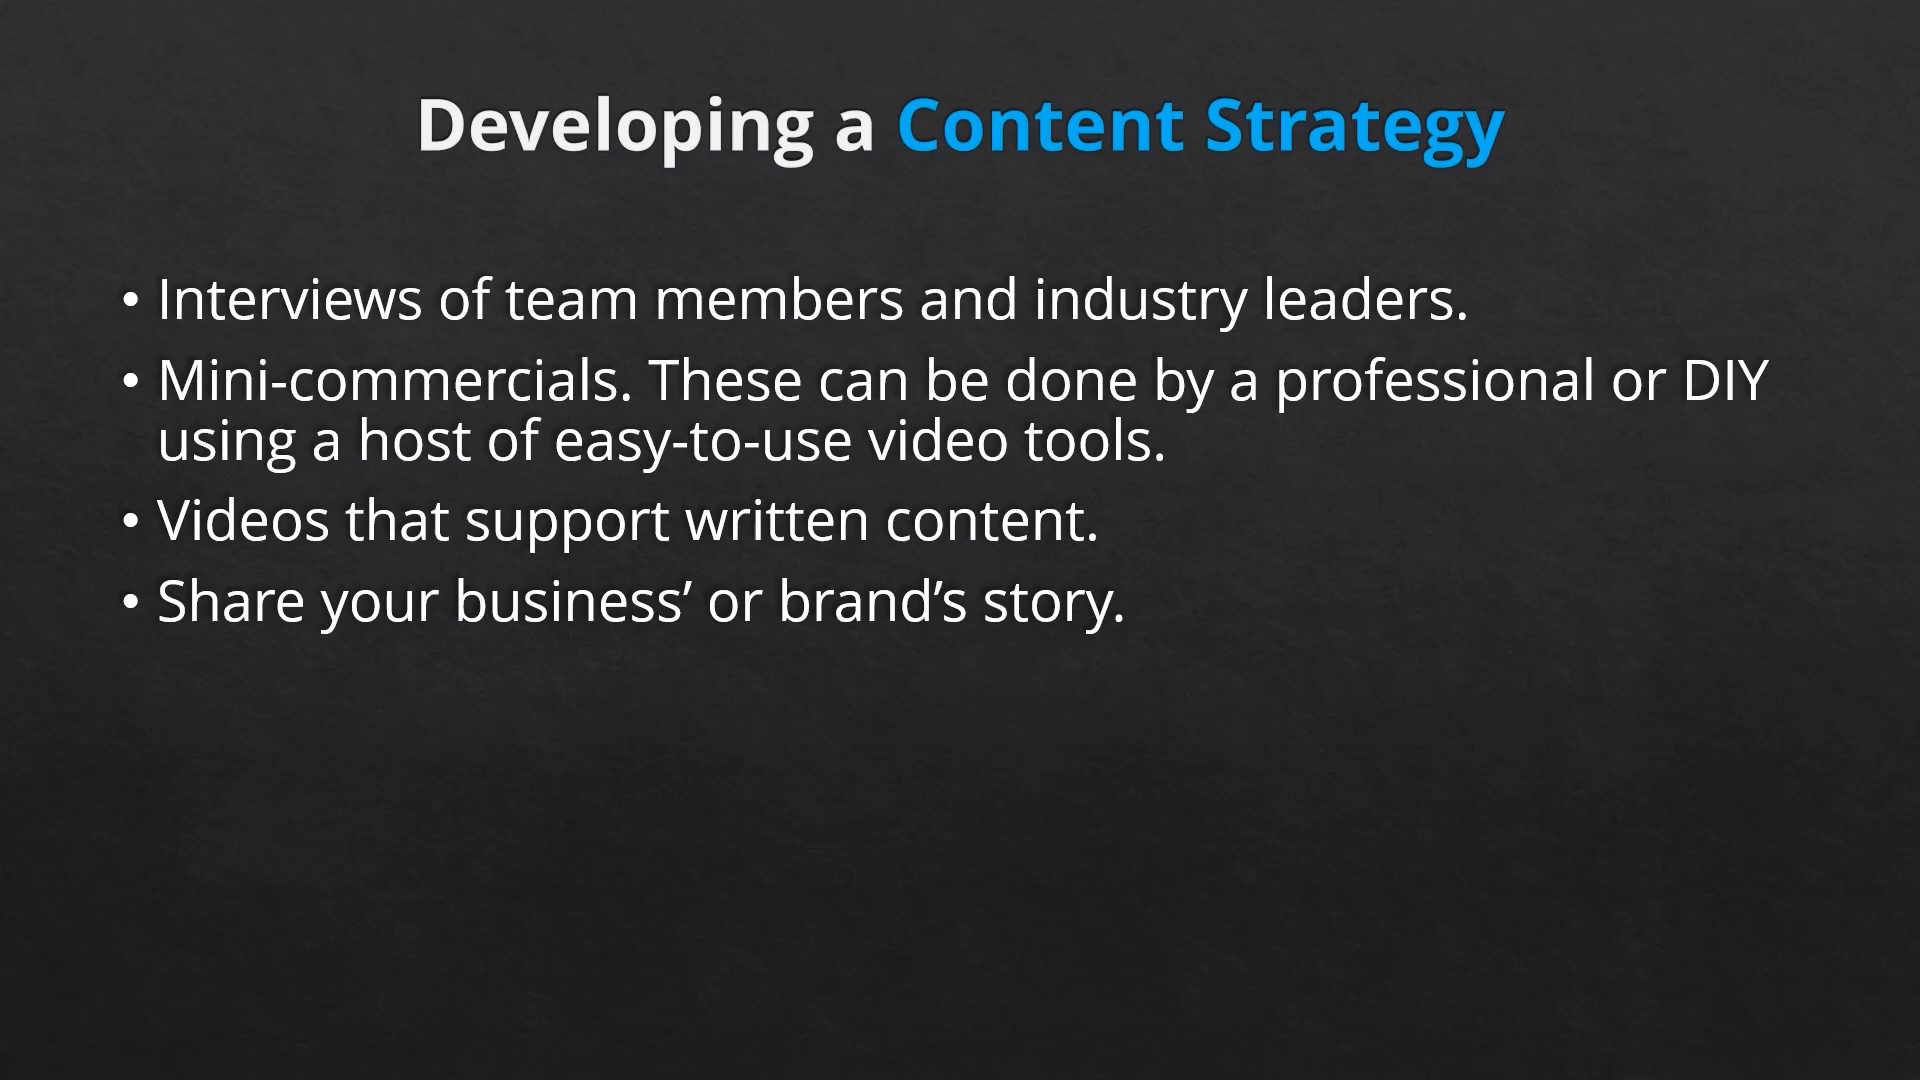 Developing a Content Strategy
• Interviews of team members and industry leaders.
• Mini-commercials. These can be done by a professional or DIY
using a host of easy-to-use video tools.
• Videos that support written content.
• Share your business’ or brand’s story.